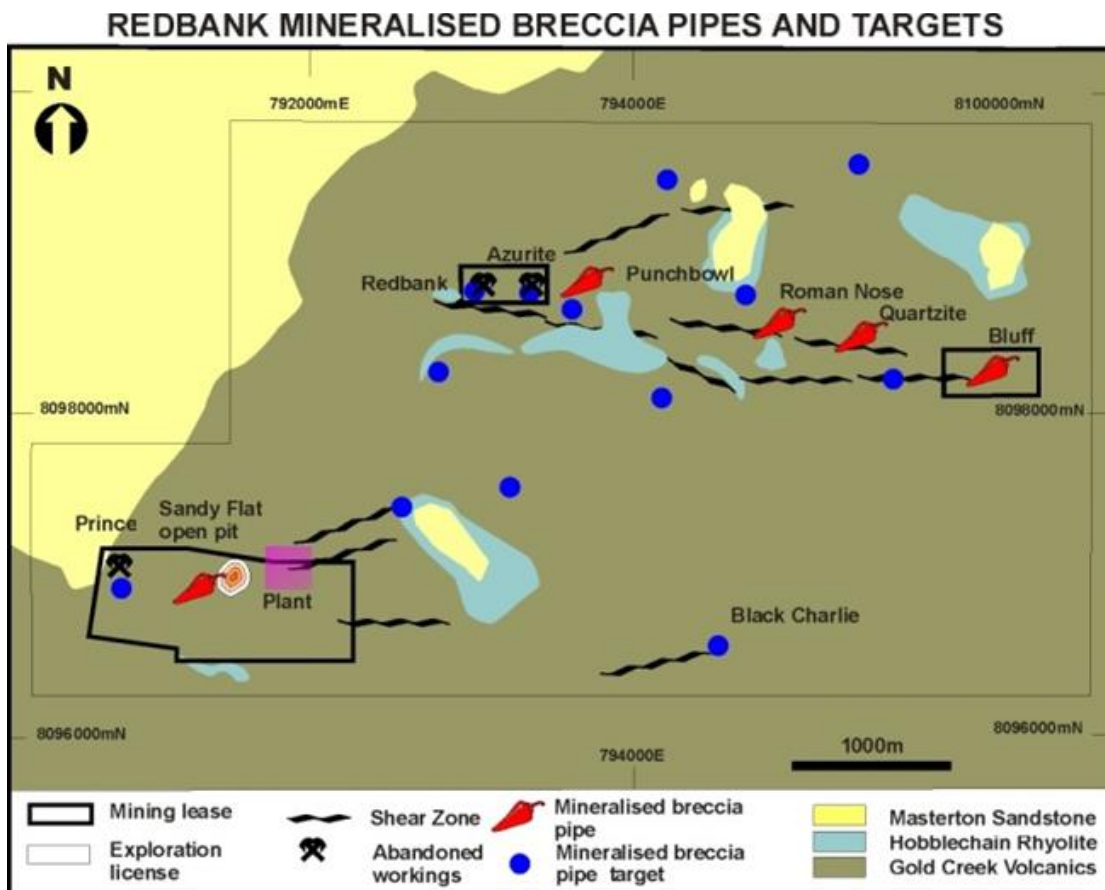 REDBANK MINERALISED BRECCIA PIPES AND TARGETS
N
792000mE
794000E
8100000mN
Azurite
Redbank
Punchbowl
Roman Nose
Quartzite
Bluff
8098000mN
8098000mN
Sandy Flat
open pit
Prince
Plant
Black Charlie
8096000mN
794000E
8096000mN
1000m
Mining lease
Exploration
license
Shear Zone
Abandoned
workings
Mineralised breccia
pipe
Mineralised breccia
pipe target
Masterton Sandstone
Hobblechain Rhyolite
Gold Creek Volcanics